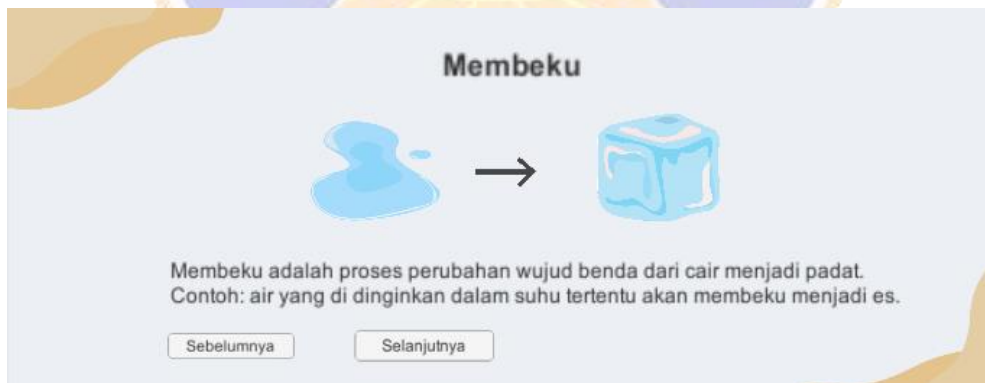 Membeku
Membeku adalah proses perubahan wujud benda dari cair menjadi padat.
Contoh: air yang di dinginkan dalam suhu tertentu akan membeku menjadi es.
Sebelumnya
Selanjutnya